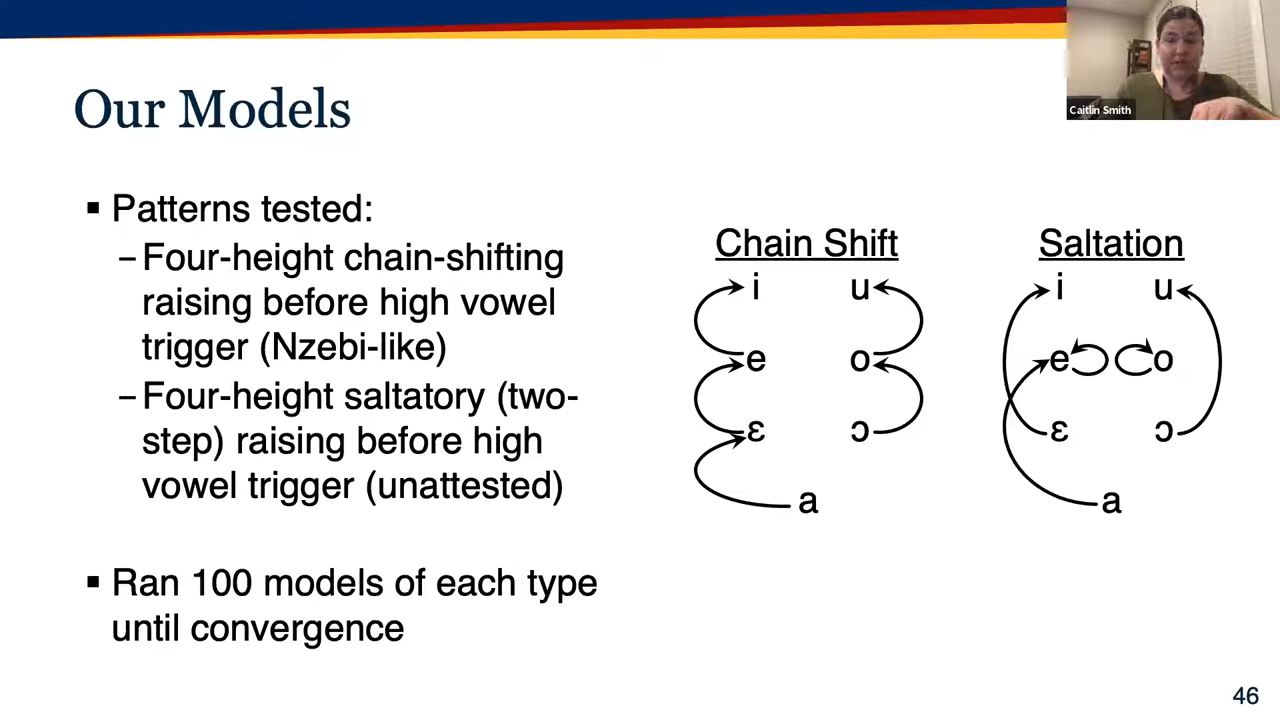 Caitlin Smith
Our Models
▪ Patterns tested:
–Four-height chain-shifting
raising before high vowel
trigger (Nzebi-like)
–Four-height saltatory (two-
step) raising before high
vowel trigger (unattested)
▪ Ran 100 models of each type
until convergence
Chain Shift
i u
e o
ɛ ɔ
a
Saltation
i u
e o
ɛ ɔ
a
46